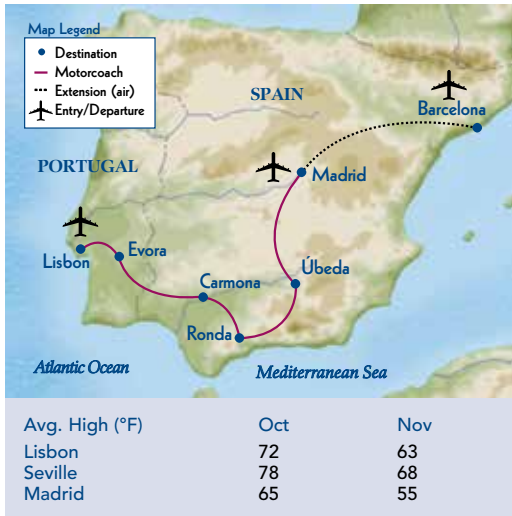 Map Legend
Destination
Motorcoach
Extension (air)
Entry/Departure
SPAIN
Barcelona
PORTUGAL
Madrid
Lisbon
Evora
Carmona
Úbeda
Ronda
Atlantic Ocean
Mediterranean Sea
Avg. High (°F) Oct Nov
Lisbon 72 63
Seville 78 68
Madrid 65 55